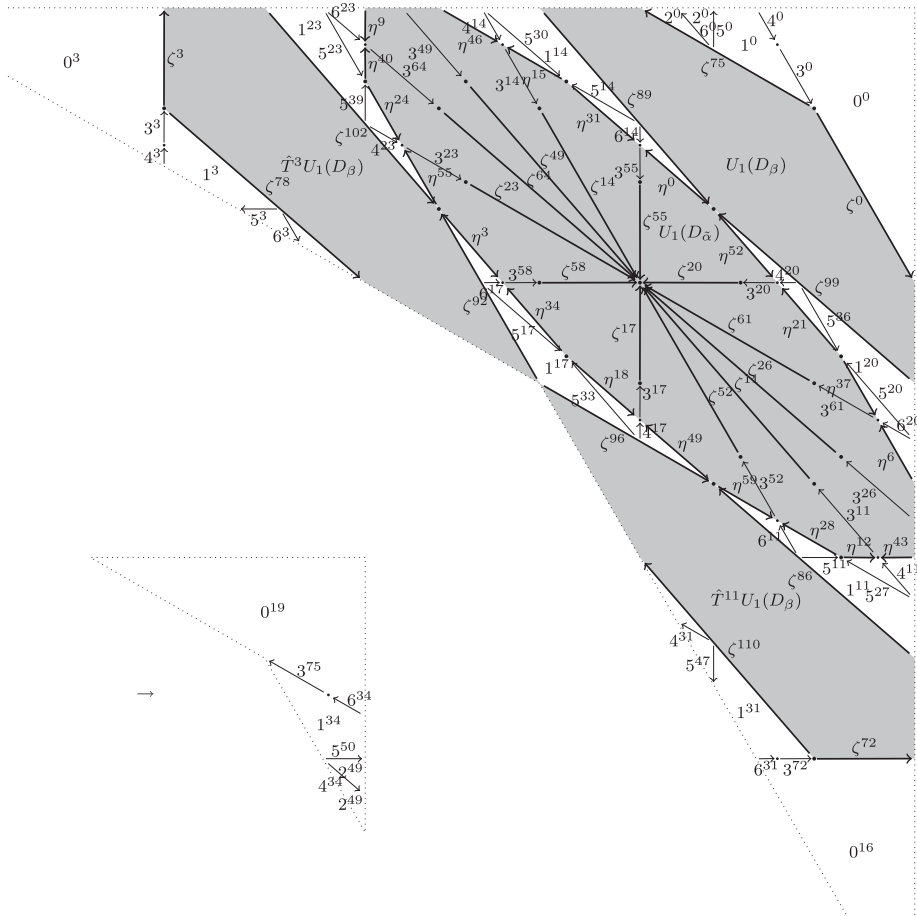 6^{23}
η^9
4^{14}
2^0 2^0
4^0
1^{23}
η^{46}
5^{30}
6^0 5^0
0^3
ζ^3
5^{23}
η^{40}
3^{49}
1^{14}
1^0
3^{64}
ζ^{75}
3^0
3^{14} η^{15}
5^{14}
5^{39}
η^{24}
ζ^{89}
0^0
3^3
ζ^{102}
η^{31}
6^{14}
4^3
4^{23}
3^{23}
ζ^{49}
1^3
T̂^3U_1(D_β)
U_1(D_β)
ζ^{78}
η^{55}
ζ^{23}
ζ^{64}
ζ^{14}
3^{55}
η^0
ζ^0
5^3
ζ^{55}
6^3
η^3
U_1(D_{α̃})
η^{52}
3^{58}
ζ^{58}
ζ^{20}
4^{20}
6^{17}
3^{20}
ζ^{99}
ζ^{92}
η^{34}
ζ^{61}
5^{36}
5^{17}
ζ^{17}
η^{21}
1^{17}
ζ^{26}
1^{20}
η^{18}
ζ^{11}
η^{37}
5^{20}
5^{33}
3^{17}
ζ^{52}
3^{61}
6^{20}
ζ^{96}
4^{17}
η^{49}
η^6
η^{59}
3^{52}
3^{26}
3^{11}
6^{11}
η^{28}
η^{12}
η^{43}
5^{11}
4^{11}
ζ^{86}
1^{11}
5^{27}
0^{19}
T̂^{11}U_1(D_β)
4^{31}
ζ^{110}
5^{47}
3^{75}
→
6^{34}
1^{34}
1^{31}
5^{50}
ζ^{72}
2^{49}
6^{31}
3^{72}
4^{34}
2^{49}
0^{16}